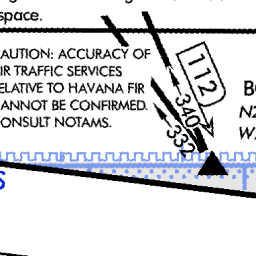 space.
AUTION: ACCURACY OF
IR TRAFFIC SERVICES
ELATIVE TO HAVANA FIR
ANNOT BE CONFIRMED.
ONSULT NOTAMS.
112
340
332
B
N2
W
S